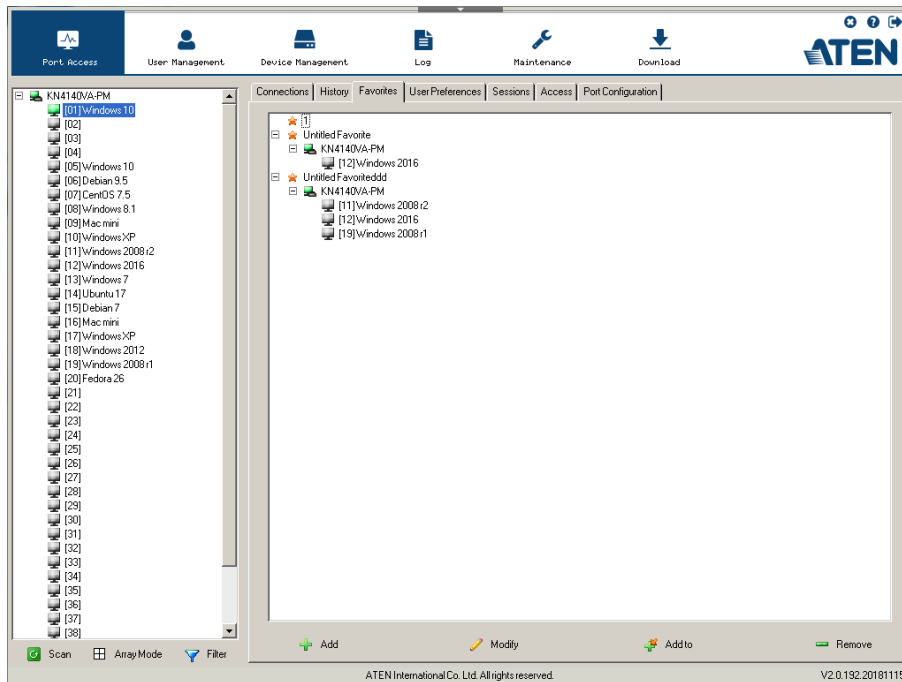 Port Access
User Management
Device Management
Log
Maintenance
Download
ATEN
KN4140VA-PM
[01]Windows 10
[02]
[03]
[04]
[05]Windows 10
[06]Debian 9.5
[07]CentOS 7.5
[08]Windows 8.1
[09]Mac mini
[10]Windows XP
[11]Windows 2008 r2
[12]Windows 2016
[13]Windows 7
[14]Ubuntu 17
[15]Debian 7
[16]Mac mini
[17]Windows XP
[18]Windows 2012
[19]Windows 2008 r1
[20]Fedora 26
[21]
[22]
[23]
[24]
[25]
[26]
[27]
[28]
[29]
[30]
[31]
[32]
[33]
[34]
[35]
[36]
[37]
[38]
Scan Array Mode Filter
Connections History Favorites User Preferences Sessions Access Port Configuration
1
Untitled Favorite
KN4140VA-PM
[12]Windows 2016
Untitled Favoriteddd
KN4140VA-PM
[11]Windows 2008 r2
[12]Windows 2016
[19]Windows 2008 r1
Add Modify Add to Remove
ATEN International Co. Ltd. All rights reserved.
V2.0.192.20181115